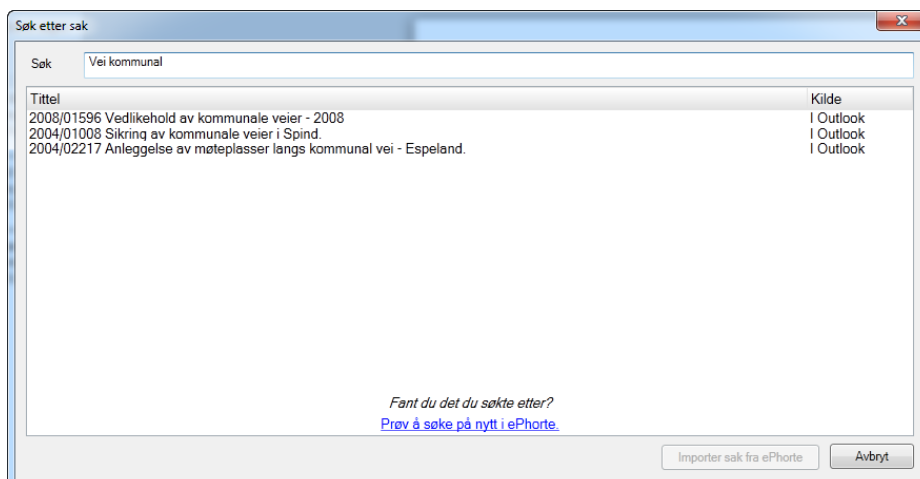 Søk etter sak
Søk Vei kommunal
Tittel Kilde
2008/01596 Vedlikehold av kommunale veier - 2008 I Outlook
2004/01008 Sikring av kommunale veier i Spind. I Outlook
2004/02217 Anleggelse av møteplasser langs kommunal vei - Espeland. I Outlook
Fant du det du søkte etter?
Prøv å søke på nytt i ePhorte.
Importer sak fra ePhorte Avbryt